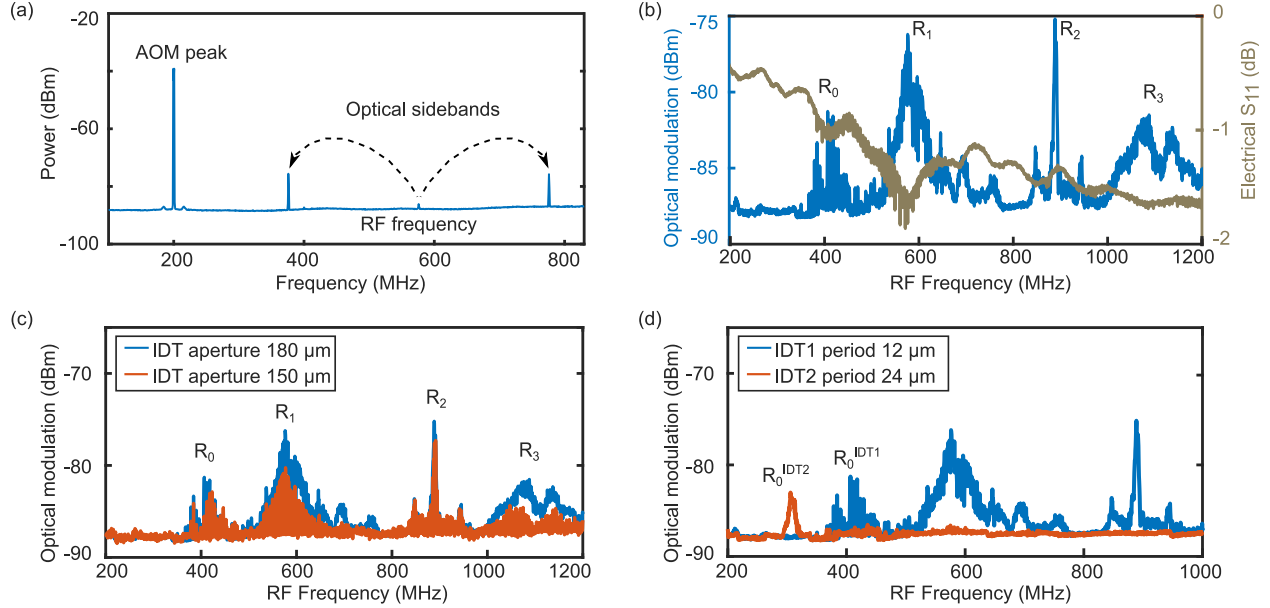 (a)
-20
-60
-100
Power (dBm)
AOM peak
Optical sidebands
RF frequency
200
400
600
800
Frequency (MHz)
(b)
-75
-80
-85
-90
Optical modulation (dBm)
R0
R1
R2
R3
0
-1
-2
Electrical S11 (dB)
200
400
600
800
1000
1200
RF Frequency (MHz)
(c)
-70
-80
-90
Optical modulation (dBm)
IDT aperture 180 µm
IDT aperture 150 µm
R0
R1
R2
R3
200
400
600
800
1000
1200
RF Frequency (MHz)
(d)
-70
-80
-90
Optical modulation (dBm)
IDT1 period 12 µm
IDT2 period 24 µm
R0 IDT2
R0 IDT1
200
400
600
800
1000
RF Frequency (MHz)